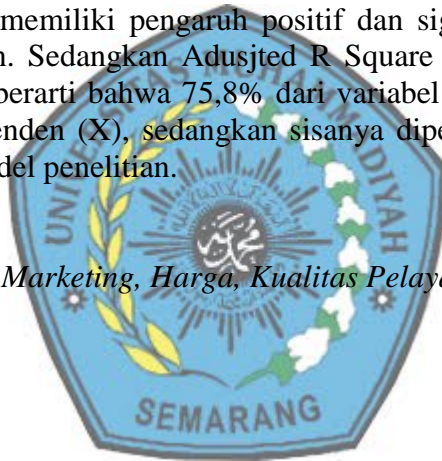 memiliki pengaruh positif dan sig
n. Sedangkan Adusjted R Square
berarti bahwa 75,8% dari variabel
enden (X), sedangkan sisanya dipe
del penelitian.
Marketing, Harga, Kualitas Pelaya
SEMARANG